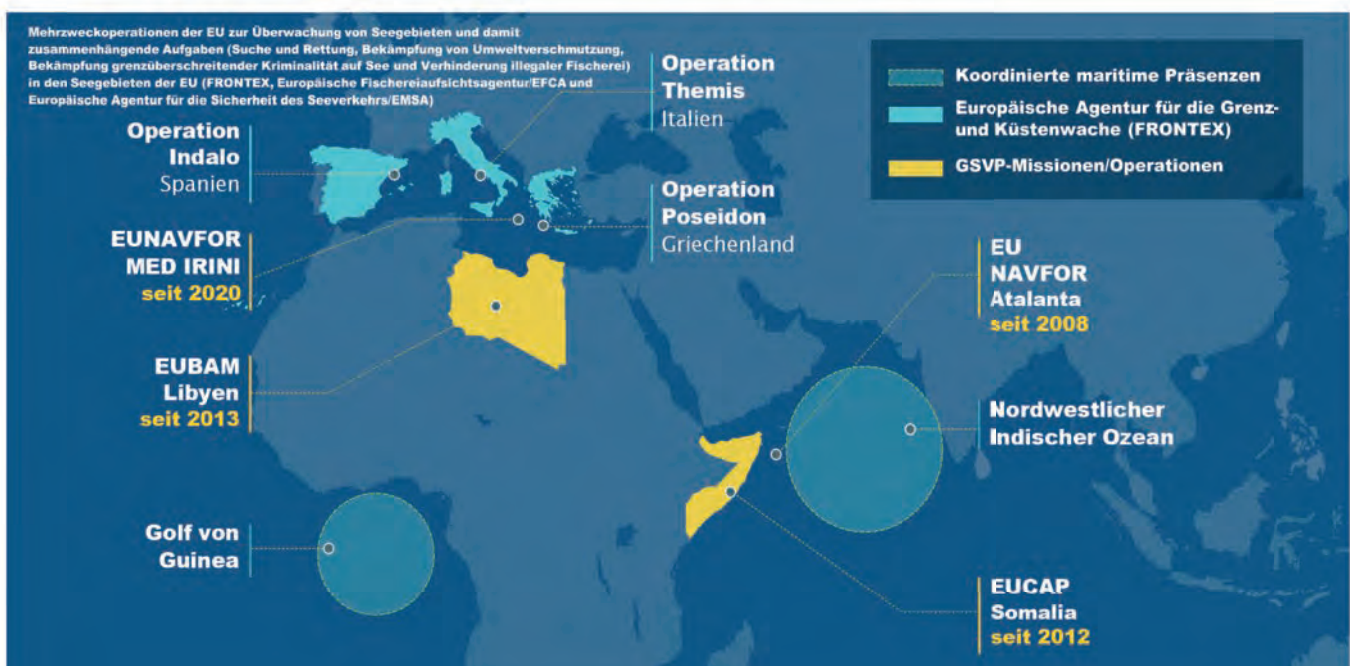 Mehrzweckoperationen der EU zur Überwachung von Seegebieten und damit
zusammenhängende Aufgaben (Suche und Rettung, Bekämpfung von Umweltverschmutzung,
Bekämpfung grenzüberschreitender Kriminalität auf See und Verhinderung illegaler Fischerei)
in den Seegebieten der EU (FRONTEX, Europäische Fischereiaufsichtsagentur/EFCA und
Europäische Agentur für die Sicherheit des Seeverkehrs/EMSA)
Operation
Themis
Italien
Koordinierte maritime Präsenzen
Europäische Agentur für die Grenz-
und Küstenwache (FRONTEX)
GSVP-Missionen/Operationen
Operation
Indalo
Spanien
Operation
Poseidon
Griechenland
EUNAVFOR
MED IRINI
seit 2020
EU
NAVFOR
Atalanta
seit 2008
EUBAM
Libyen
seit 2013
Nordwestlicher
Indischer Ozean
Golf von
Guinea
EUCAP
Somalia
seit 2012